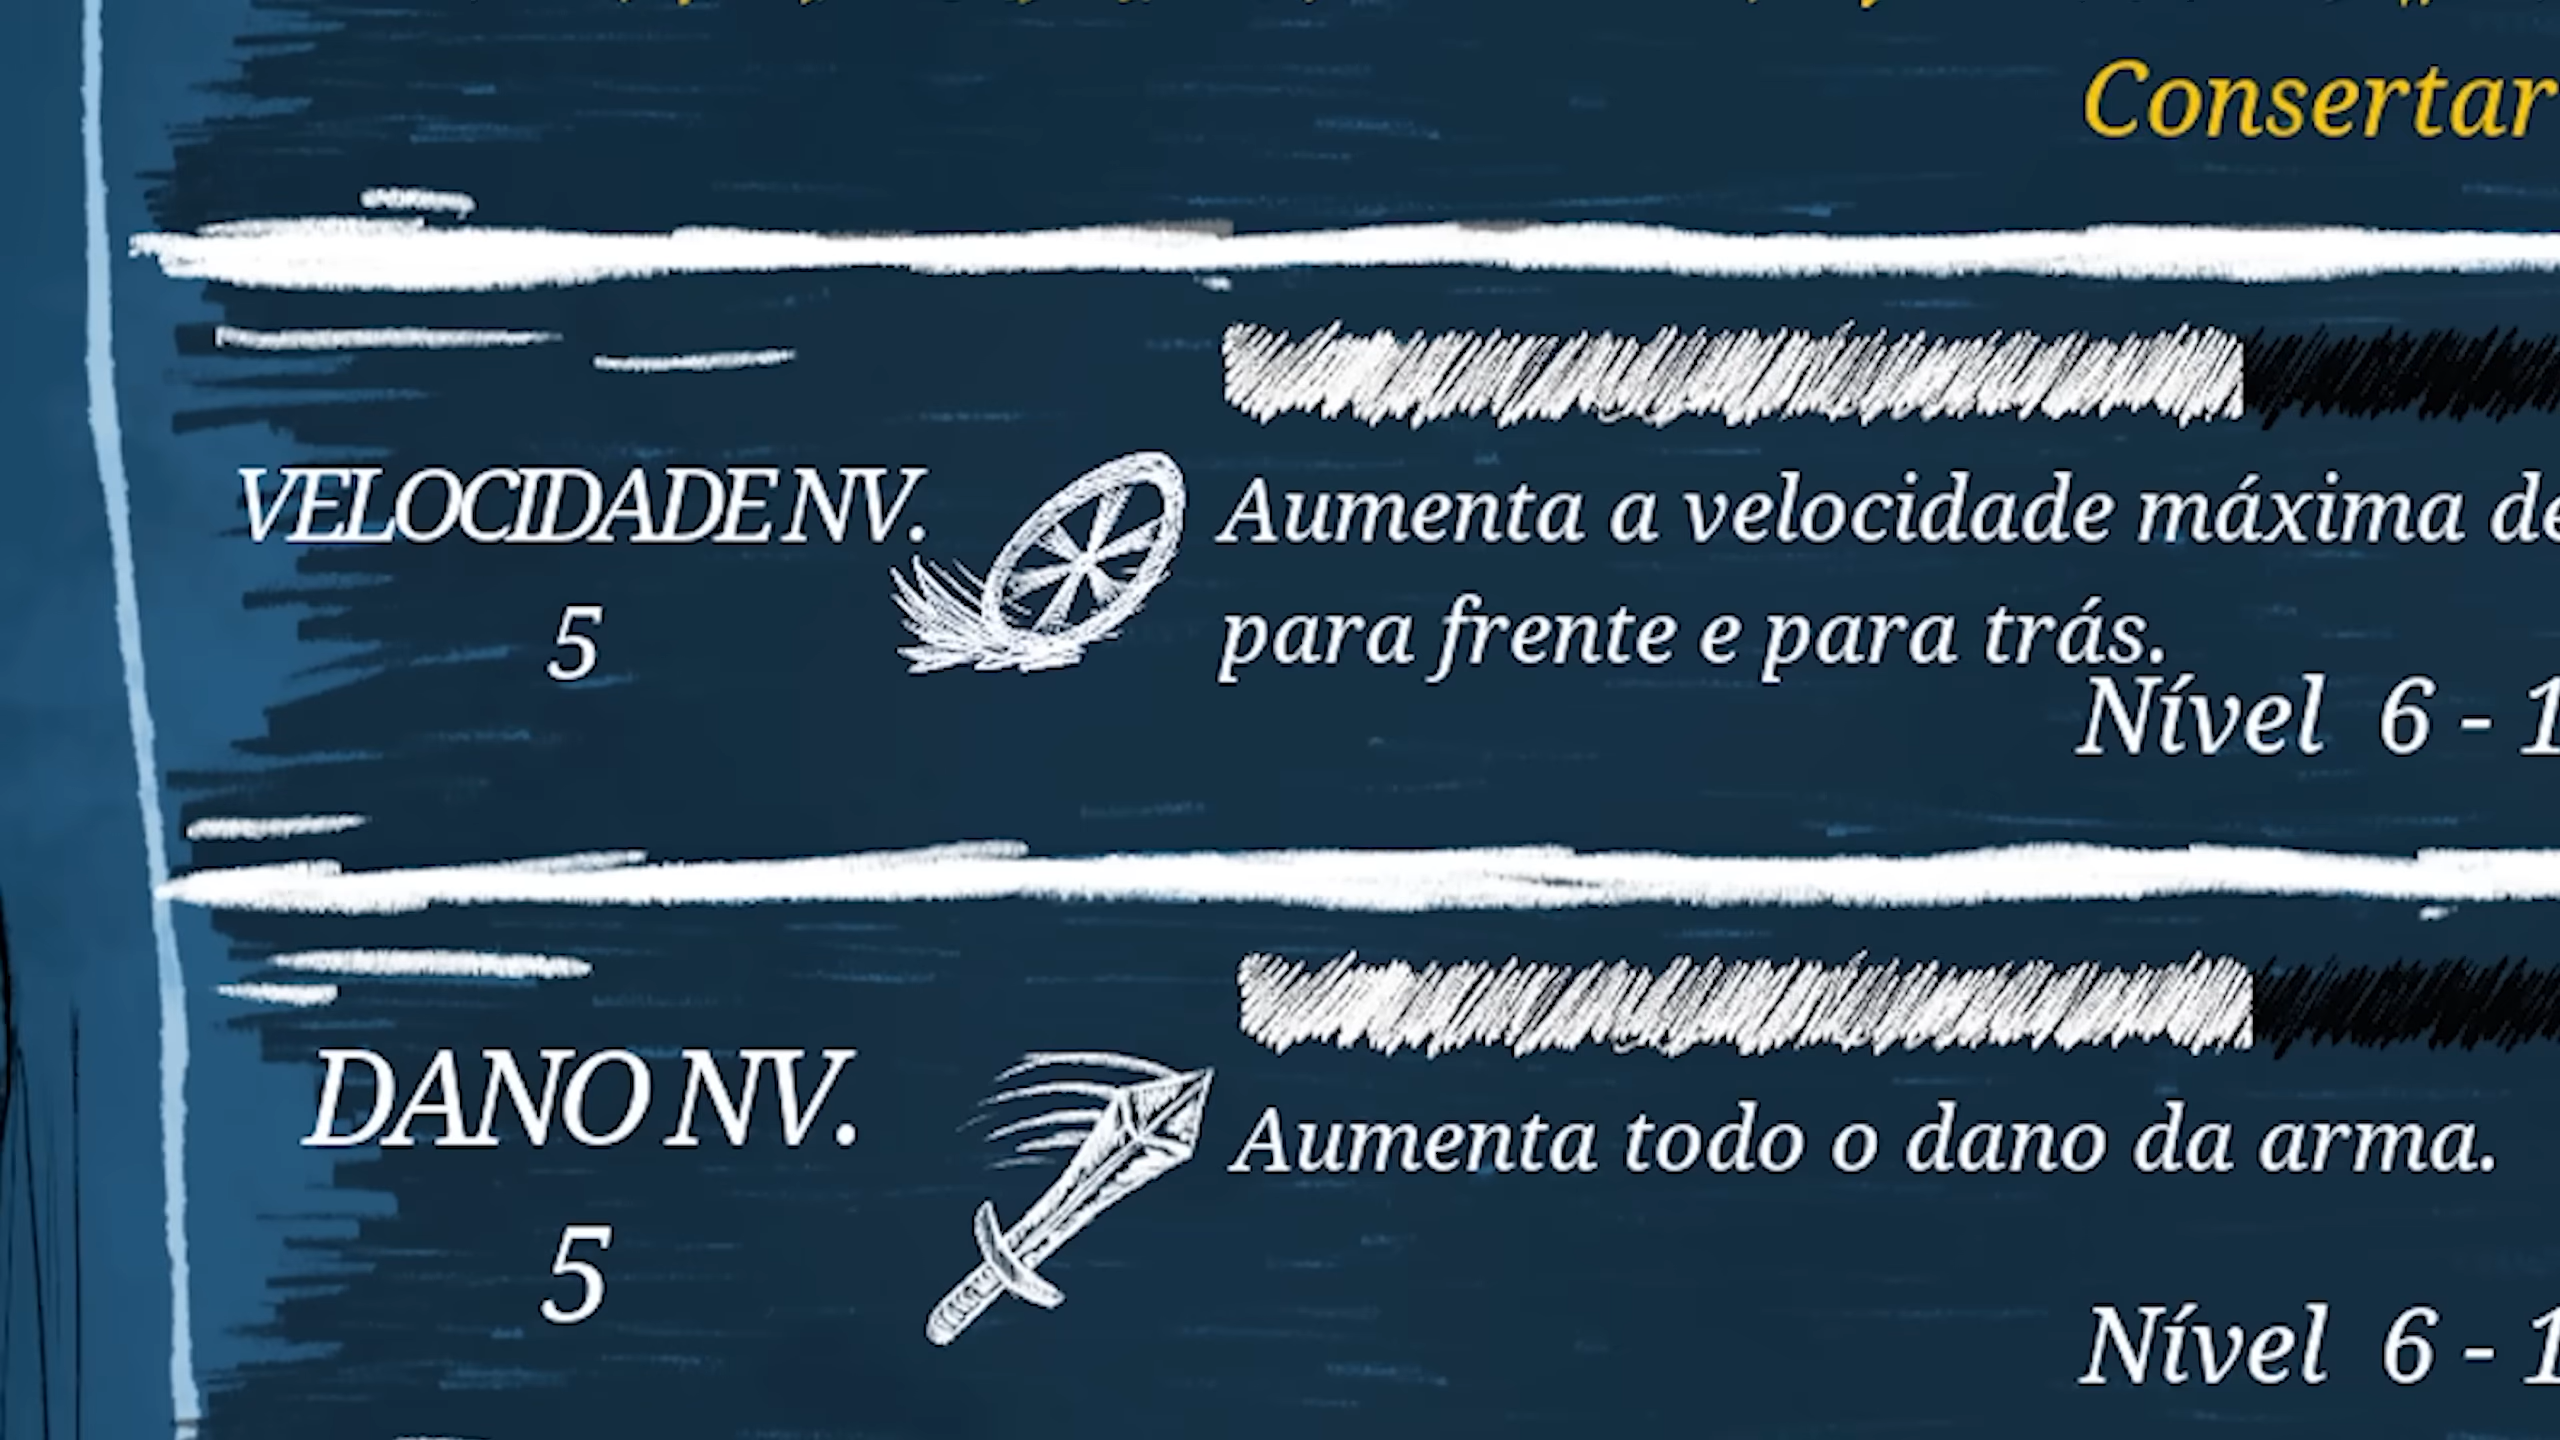 Consertar
VELOCIDADE NV.
5
Aumenta a velocidade máxima de
para frente e para trás.
Nível 6 - 1
DANO NV.
5
Aumenta todo o dano da arma.
Nível 6 - 1